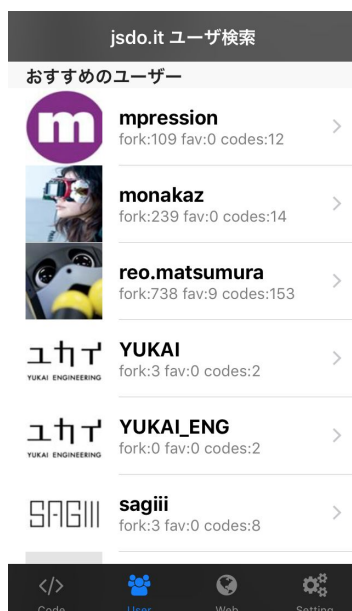 jsdo.it ユーザ検索
おすすめのユーザー
m
mpression
fork:109 fav:0 codes:12
monakaz
fork:239 fav:0 codes:14
reo.matsumura
fork:738 fav:9 codes:153
ユカイ
YUKAI ENGINEERING
YUKAI
fork:3 fav:0 codes:2
ユカイ
YUKAI ENGINEERING
YUKAI_ENG
fork:0 fav:0 codes:2
SAGIII
sagiii
fork:3 fav:0 codes:8
</>
Code
User
Web
Setting